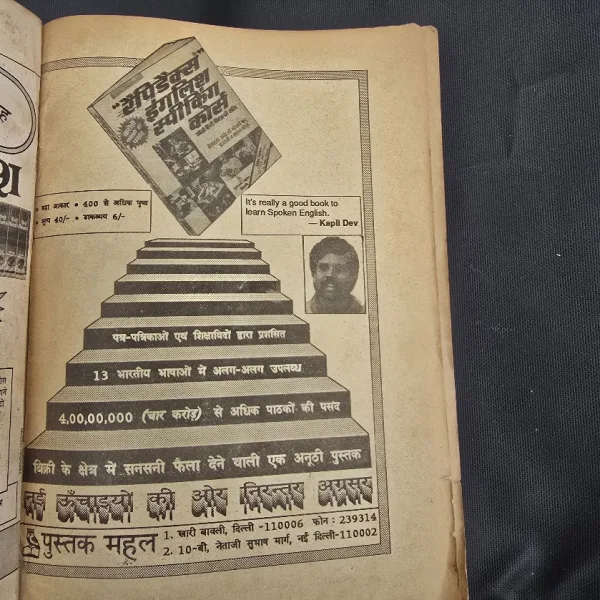 "रैपिडैक्स"
इंगलिश
स्पीकिंग
कोर्स
• बड़ा आकार • 400 से अधिक पृष्ठ
• मूल्य 40/- • डाकव्यय 6/-
It's really a good book to
learn Spoken English.
— Kapil Dev
पत्र-पत्रिकाओं एवं शिक्षाविदों द्वारा प्रशंसित
13 भारतीय भाषाओं में अलग-अलग उपलब्ध
4,00,00,000 (चार करोड़) से अधिक पाठकों की पसंद
बिक्री के क्षेत्र में सनसनी फैला देने वाली एक अनूठी पुस्तक
नई ऊँचाइयों की ओर निरन्तर अग्रसर
पुस्तक महल
1. खारी बावली, दिल्ली -110006 फोन : 239314
2. 10-बी, नेताजी सुभाष मार्ग, नई दिल्ली-110002